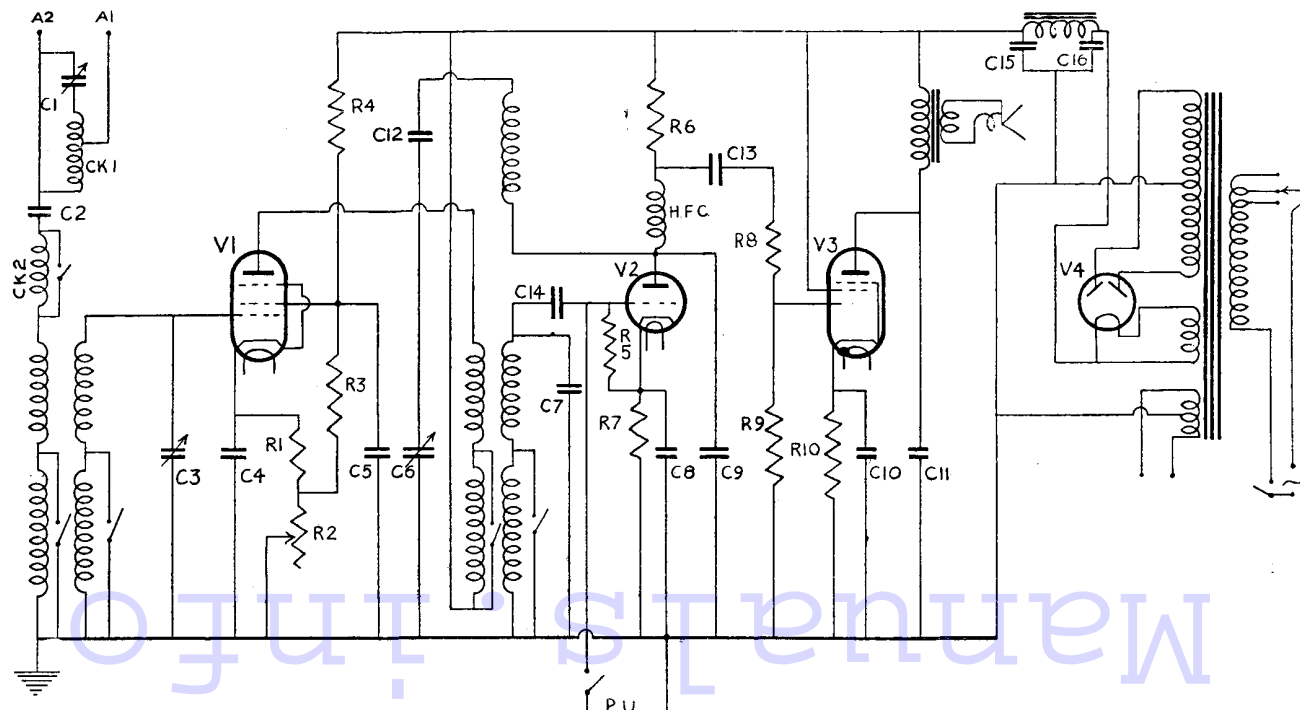 A2
A1
C1
CK1
C2
CK2
V1
R4
C12
C3
C4
R1
R2
R3
C5
C6
C14
C7
R5
V2
H.F.C.
R6
C13
R7
C8
C9
R8
R9
V3
R10
C10
C11
C15
C16
V4
P.U
Manuals.info